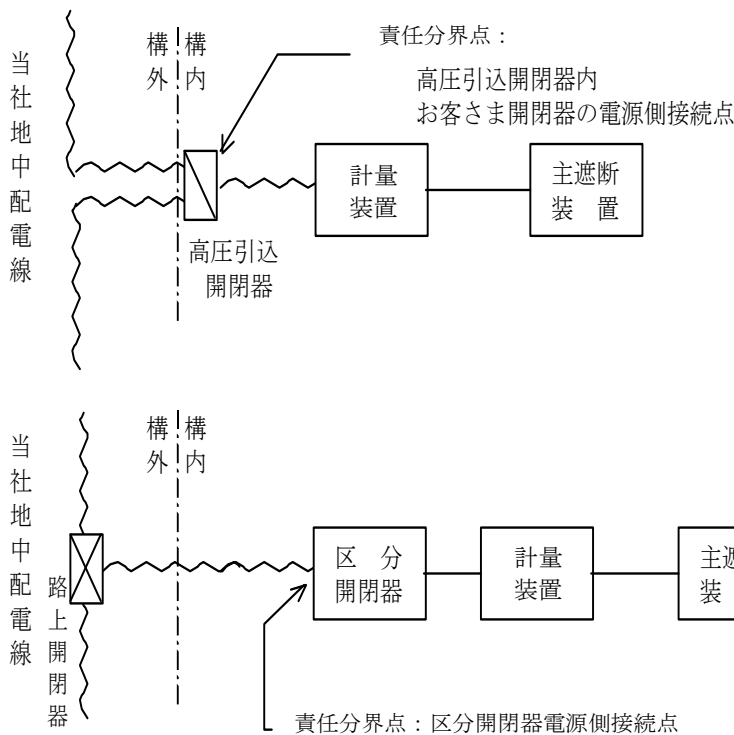 当社地中配電線
構外
構内
責任分界点：
高圧引込開閉器内
お客さま開閉器の電源側接続点
計量
装置
主遮断
装　置
高圧引込
開閉器
当社地中配電線
路上開閉器
構外
構内
区　分
開閉器
計量
装置
主遮
装
責任分界点：区分開閉器電源側接続点